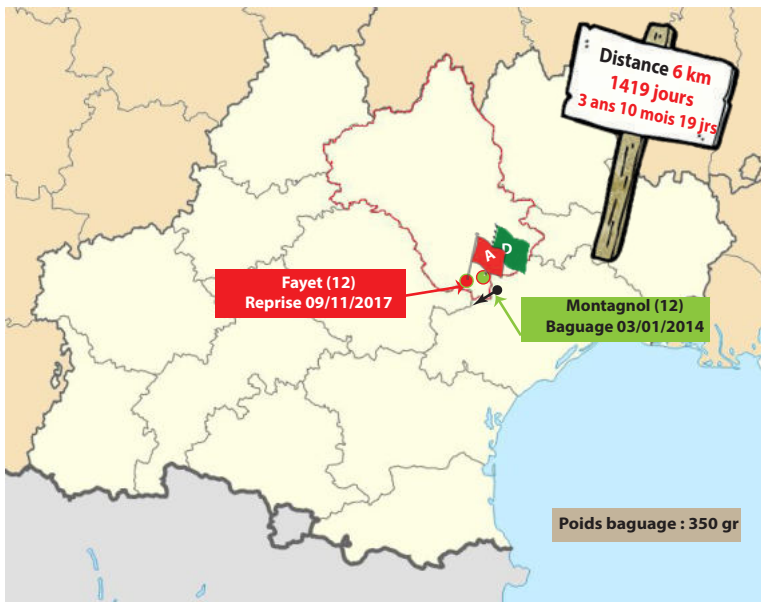 Distance 6 km
1419 jours
3 ans 10 mois 19 jrs
A
D
Fayet (12)
Reprise 09/11/2017
Montagnol (12)
Baguage 03/01/2014
Poids baguage : 350 gr